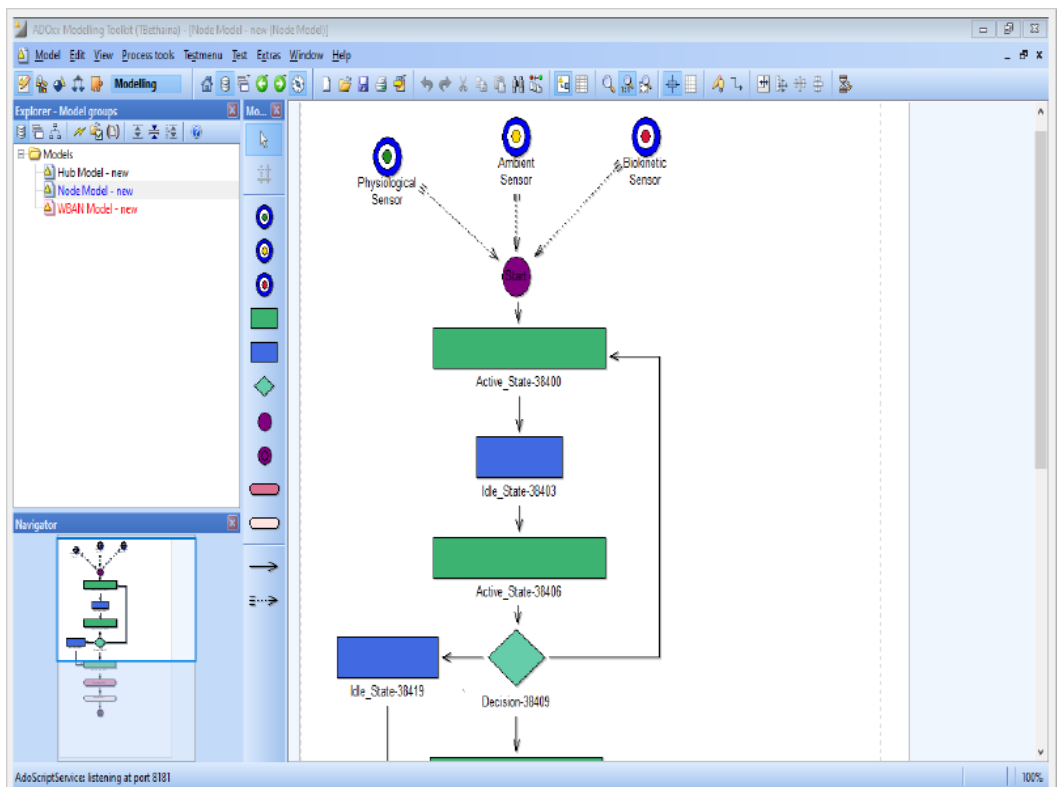 ADOxx Modelling Toolkit (TBethaina) - [Node Model - new (Node Model)]
Model Edit View Process tools Testmenu Test Extras Window Help
Modelling
Explorer - Model groups
Mo...
Models
Hub Model - new
Node Model - new
WBAN Model - new
Navigator
Physiological
Sensor
Ambient
Sensor
Biokinetic
Sensor
Start
Active_State-38400
Idle_State-38403
Active_State-38406
Idle_State-38419
Decision-38409
AdoScriptService: listening at port 8181
100%